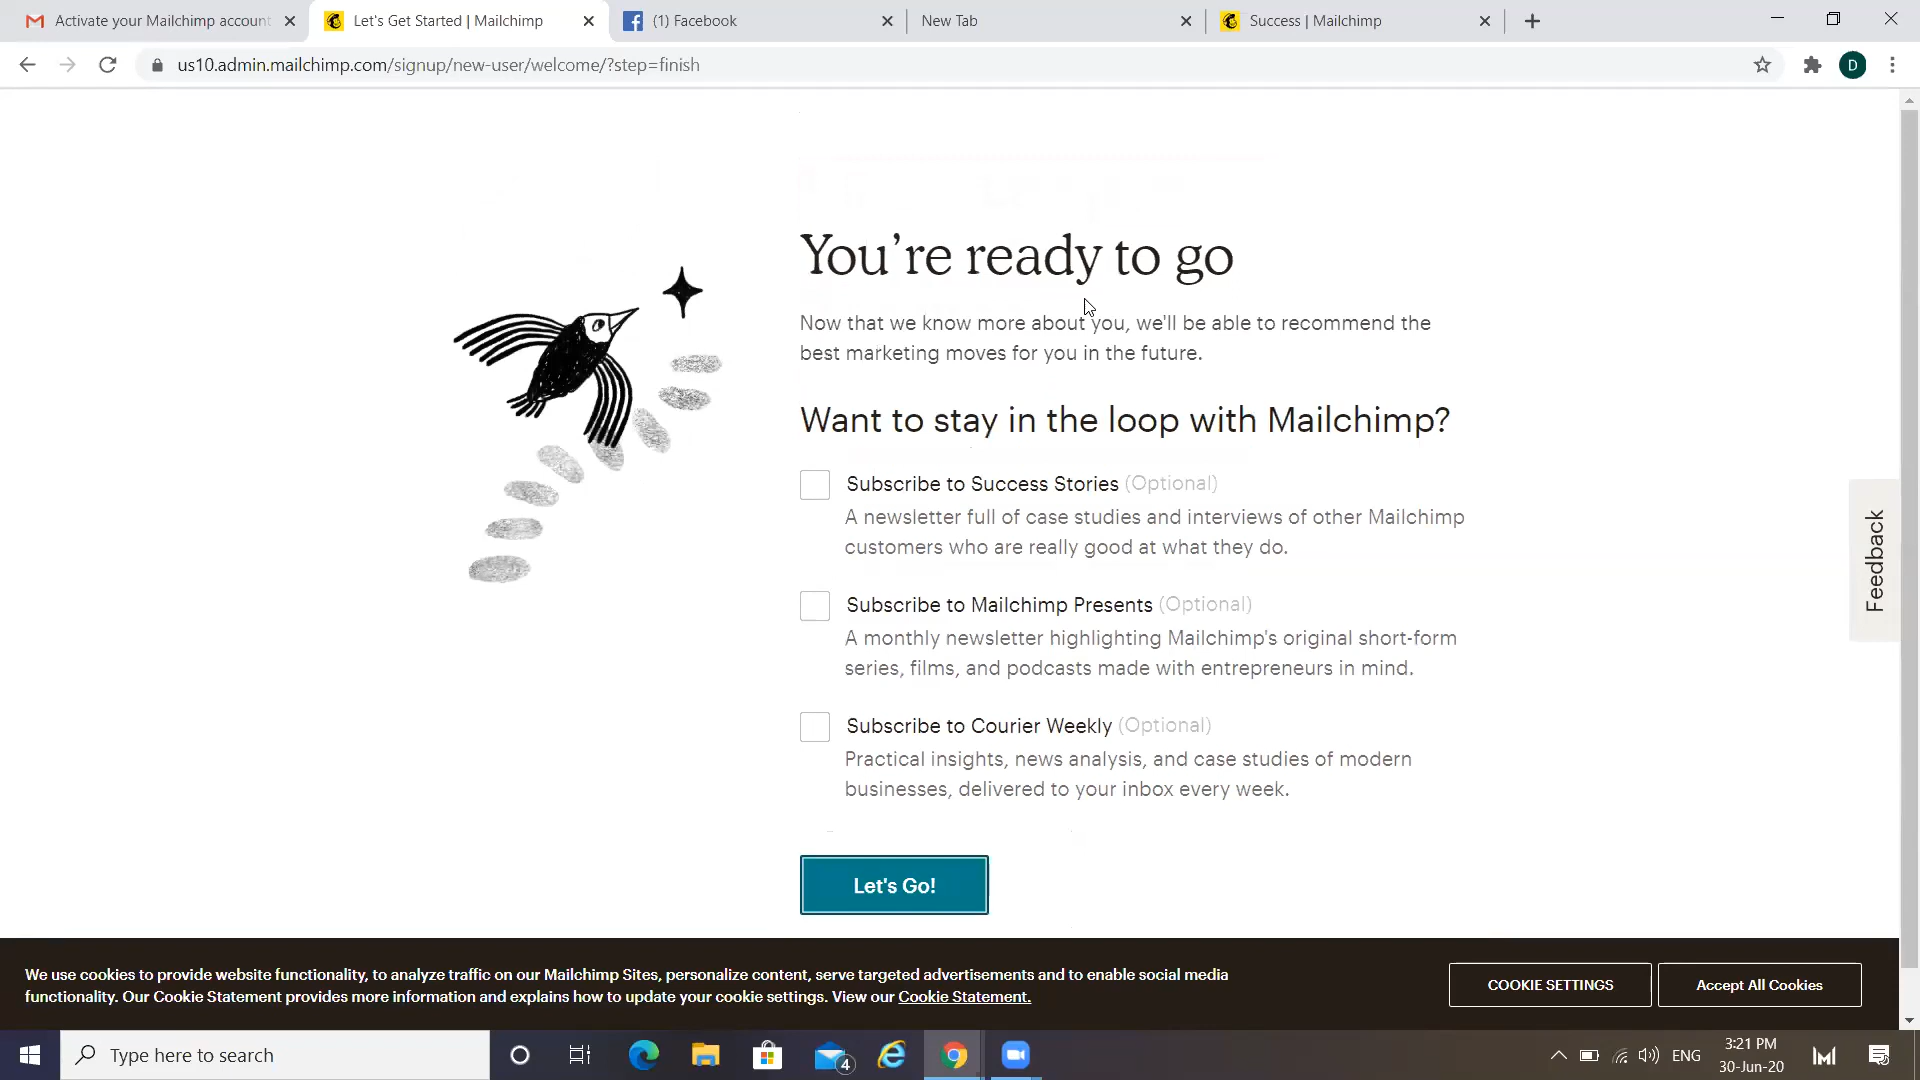 Activate your Mailchimp account
Let's Get Started | Mailchimp
(1) Facebook
New Tab
Success | Mailchimp
us10.admin.mailchimp.com/signup/new-user/welcome/?step=finish
D
You're ready to go
Now that we know more about you, we'll be able to recommend the
best marketing moves for you in the future.
Want to stay in the loop with Mailchimp?
Subscribe to Success Stories (Optional)
A newsletter full of case studies and interviews of other Mailchimp
customers who are really good at what they do.
Subscribe to Mailchimp Presents (Optional)
A monthly newsletter highlighting Mailchimp's original short-form
series, films, and podcasts made with entrepreneurs in mind.
Subscribe to Courier Weekly (Optional)
Practical insights, news analysis, and case studies of modern
businesses, delivered to your inbox every week.
Let's Go!
Feedback
We use cookies to provide website functionality, to analyze traffic on our Mailchimp Sites, personalize content, serve targeted advertisements and to enable social media
functionality. Our Cookie Statement provides more information and explains how to update your cookie settings. View our Cookie Statement.
COOKIE SETTINGS
Accept All Cookies
Type here to search
4
ENG
3:21 PM
30-Jun-20